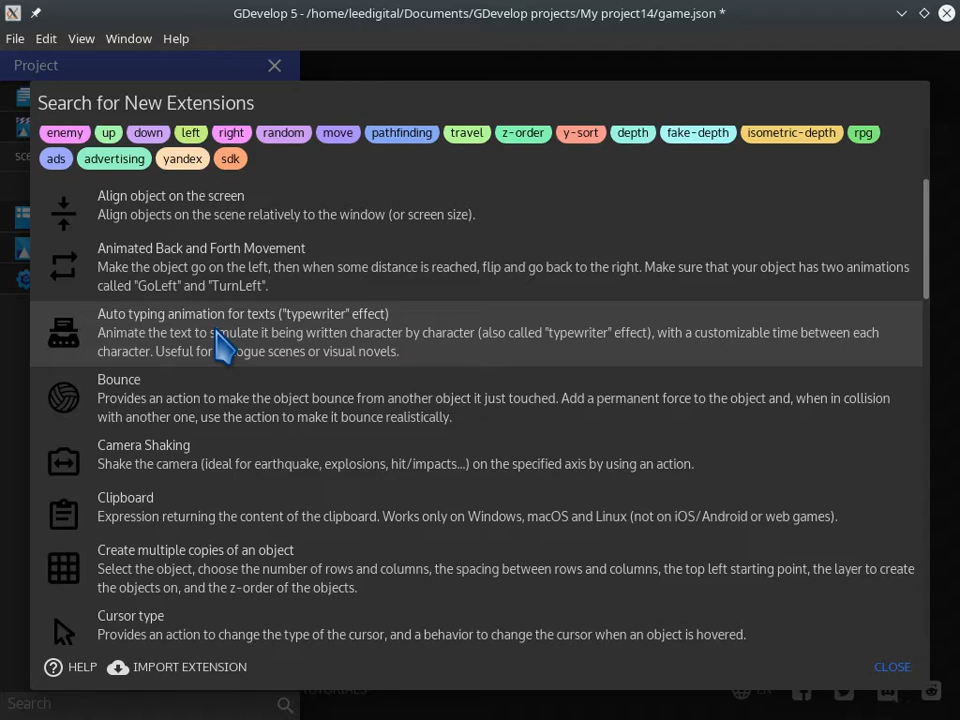 GDevelop 5 - /home/leedigital/Documents/GDevelop projects/My project14/game.json *
File Edit View Window Help
Project
Search for New Extensions
enemy up down left right random move pathfinding travel z-order y-sort depth fake-depth isometric-depth rpg
ads advertising yandex sdk
Align object on the screen
Align objects on the scene relatively to the window (or screen size).
Animated Back and Forth Movement
Make the object go on the left, then when some distance is reached, flip and go back to the right. Make sure that your object has two animations
called "GoLeft" and "TurnLeft".
Auto typing animation for texts ("typewriter" effect)
Animate the text to simulate it being written character by character (also called "typewriter" effect), with a customizable time between each
character. Useful for dialogue scenes or visual novels.
Bounce
Provides an action to make the object bounce from another object it just touched. Add a permanent force to the object and, when in collision
with another one, use the action to make it bounce realistically.
Camera Shaking
Shake the camera (ideal for earthquake, explosions, hit/impacts...) on the specified axis by using an action.
Clipboard
Expression returning the content of the clipboard. Works only on Windows, macOS and Linux (not on iOS/Android or web games).
Create multiple copies of an object
Select the object, choose the number of rows and columns, the spacing between rows and columns, the top left starting point, the layer to create
the objects on, and the z-order of the objects.
Cursor type
Provides an action to change the type of the cursor, and a behavior to change the cursor when an object is hovered.
HELP IMPORT EXTENSION CLOSE
Search